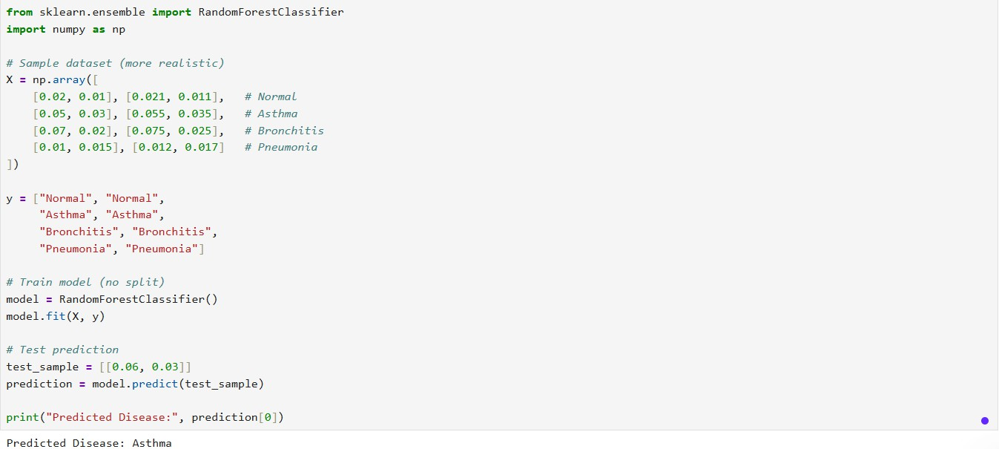 from sklearn.ensemble import RandomForestClassifier
import numpy as np
# Sample dataset (more realistic)
X = np.array([
    [0.02, 0.01], [0.021, 0.011],   # Normal
    [0.05, 0.03], [0.055, 0.035],   # Asthma
    [0.07, 0.02], [0.075, 0.025],   # Bronchitis
    [0.01, 0.015], [0.012, 0.017]   # Pneumonia
])
y = ["Normal", "Normal",
     "Asthma", "Asthma",
     "Bronchitis", "Bronchitis",
     "Pneumonia", "Pneumonia"]
# Train model (no split)
model = RandomForestClassifier()
model.fit(X, y)
# Test prediction
test_sample = [[0.06, 0.03]]
prediction = model.predict(test_sample)
print("Predicted Disease:", prediction[0])
Predicted Disease: Asthma